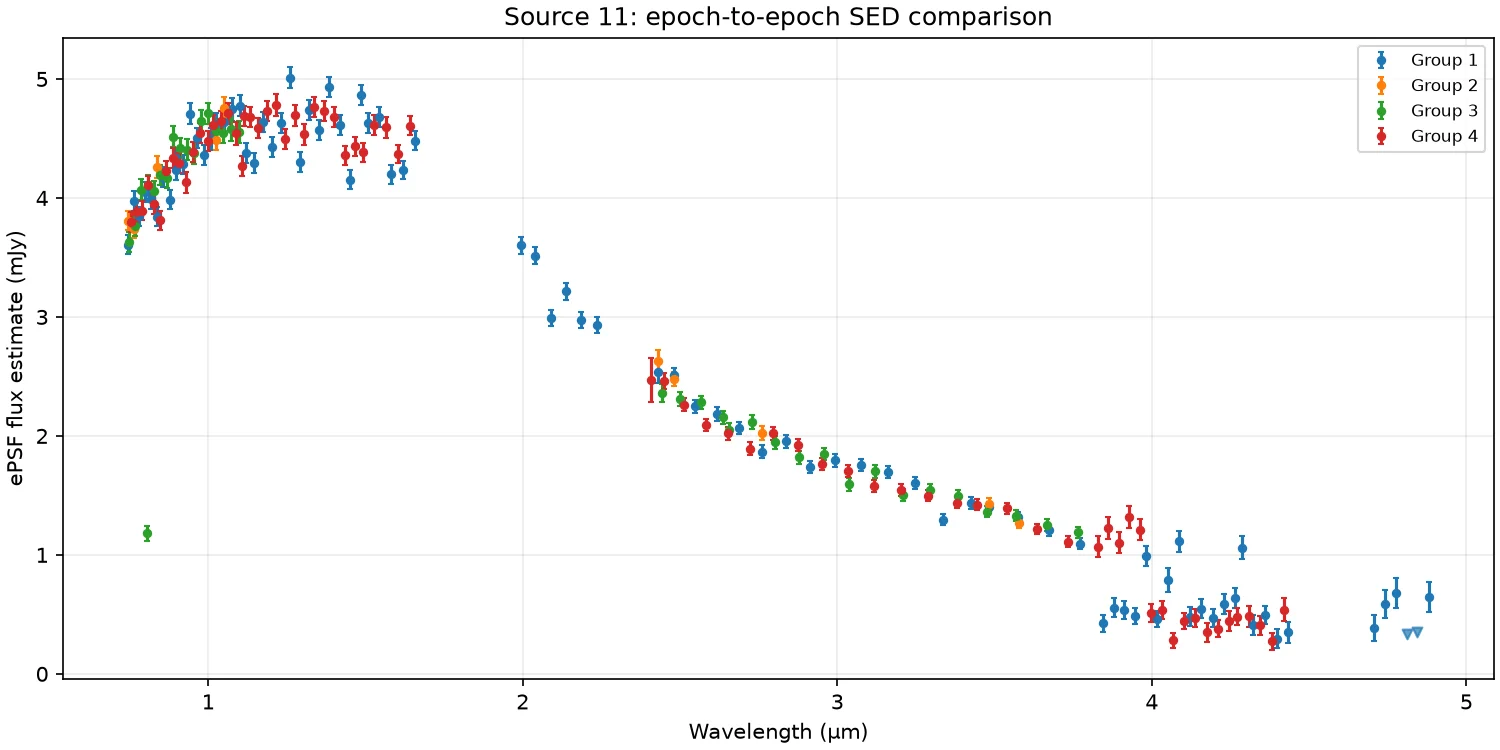 Source 11: epoch-to-epoch SED comparison
Group 1
Group 2
Group 3
Group 4
ePSF flux estimate (mJy)
5
4
3
2
1
0
1
2
3
4
5
Wavelength (μm)